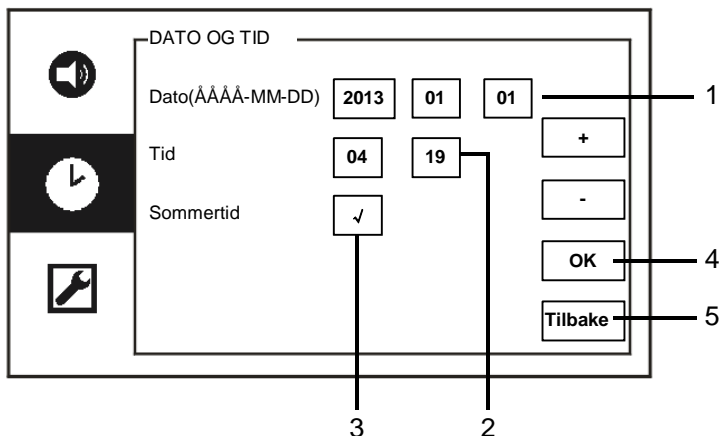 DATO OG TID
Dato(ÅÅÅÅ-MM-DD) 2013 01 01 1
+
Tid 04 19
-
Sommertid √
OK 4
Tilbake 5
3 2